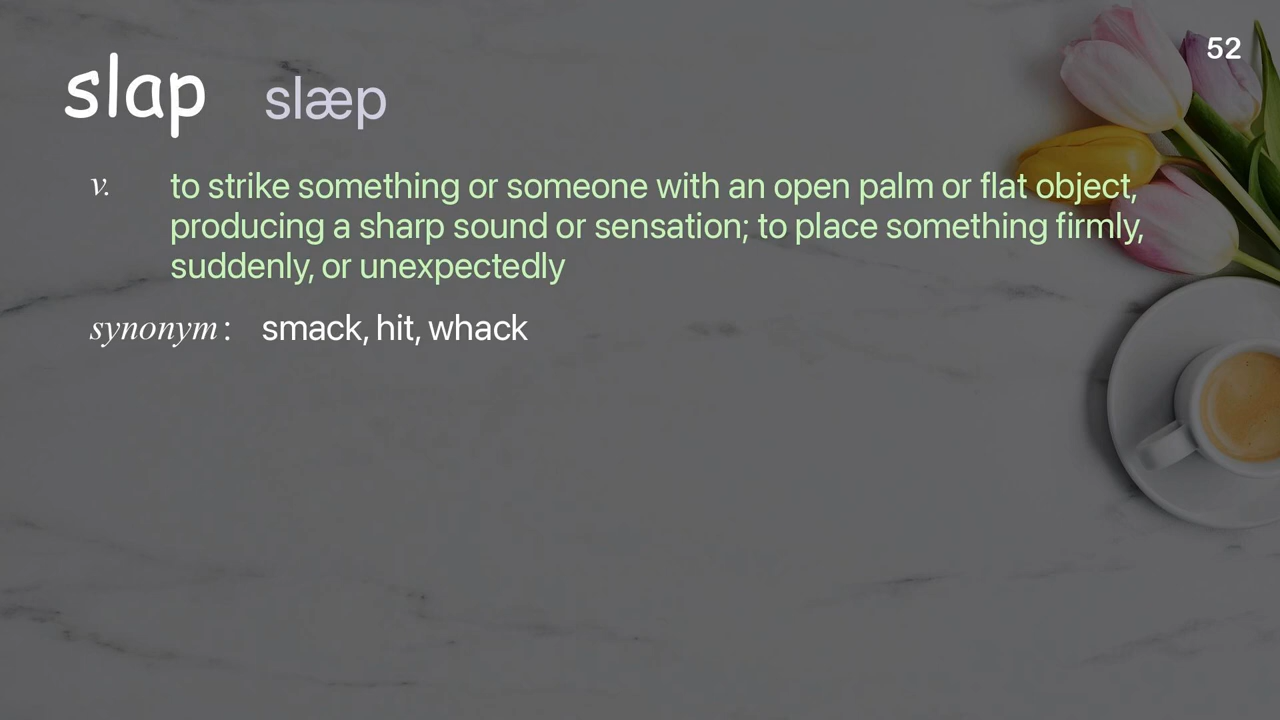 52
slap slæp
v. to strike something or someone with an open palm or flat object,
producing a sharp sound or sensation; to place something firmly,
suddenly, or unexpectedly
synonym: smack, hit, whack